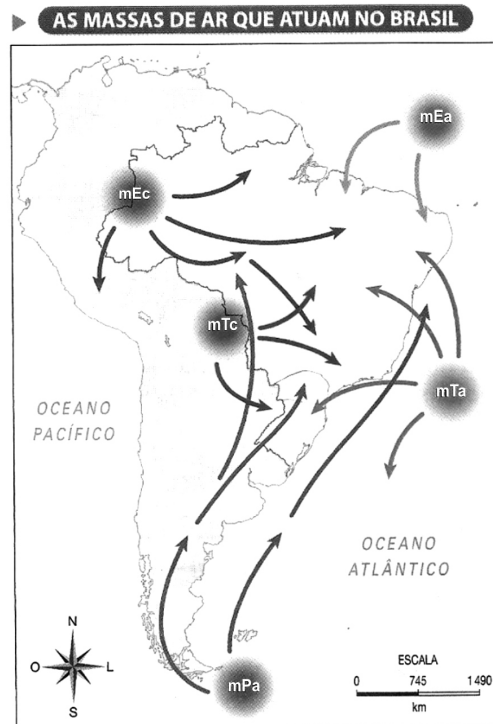 AS MASSAS DE AR QUE ATUAM NO BRASIL
mEa
mEc
mTc
mTa
OCEANO
PACÍFICO
OCEANO
ATLÂNTICO
N
O
L
S
mPa
ESCALA
0 745 1 490
km